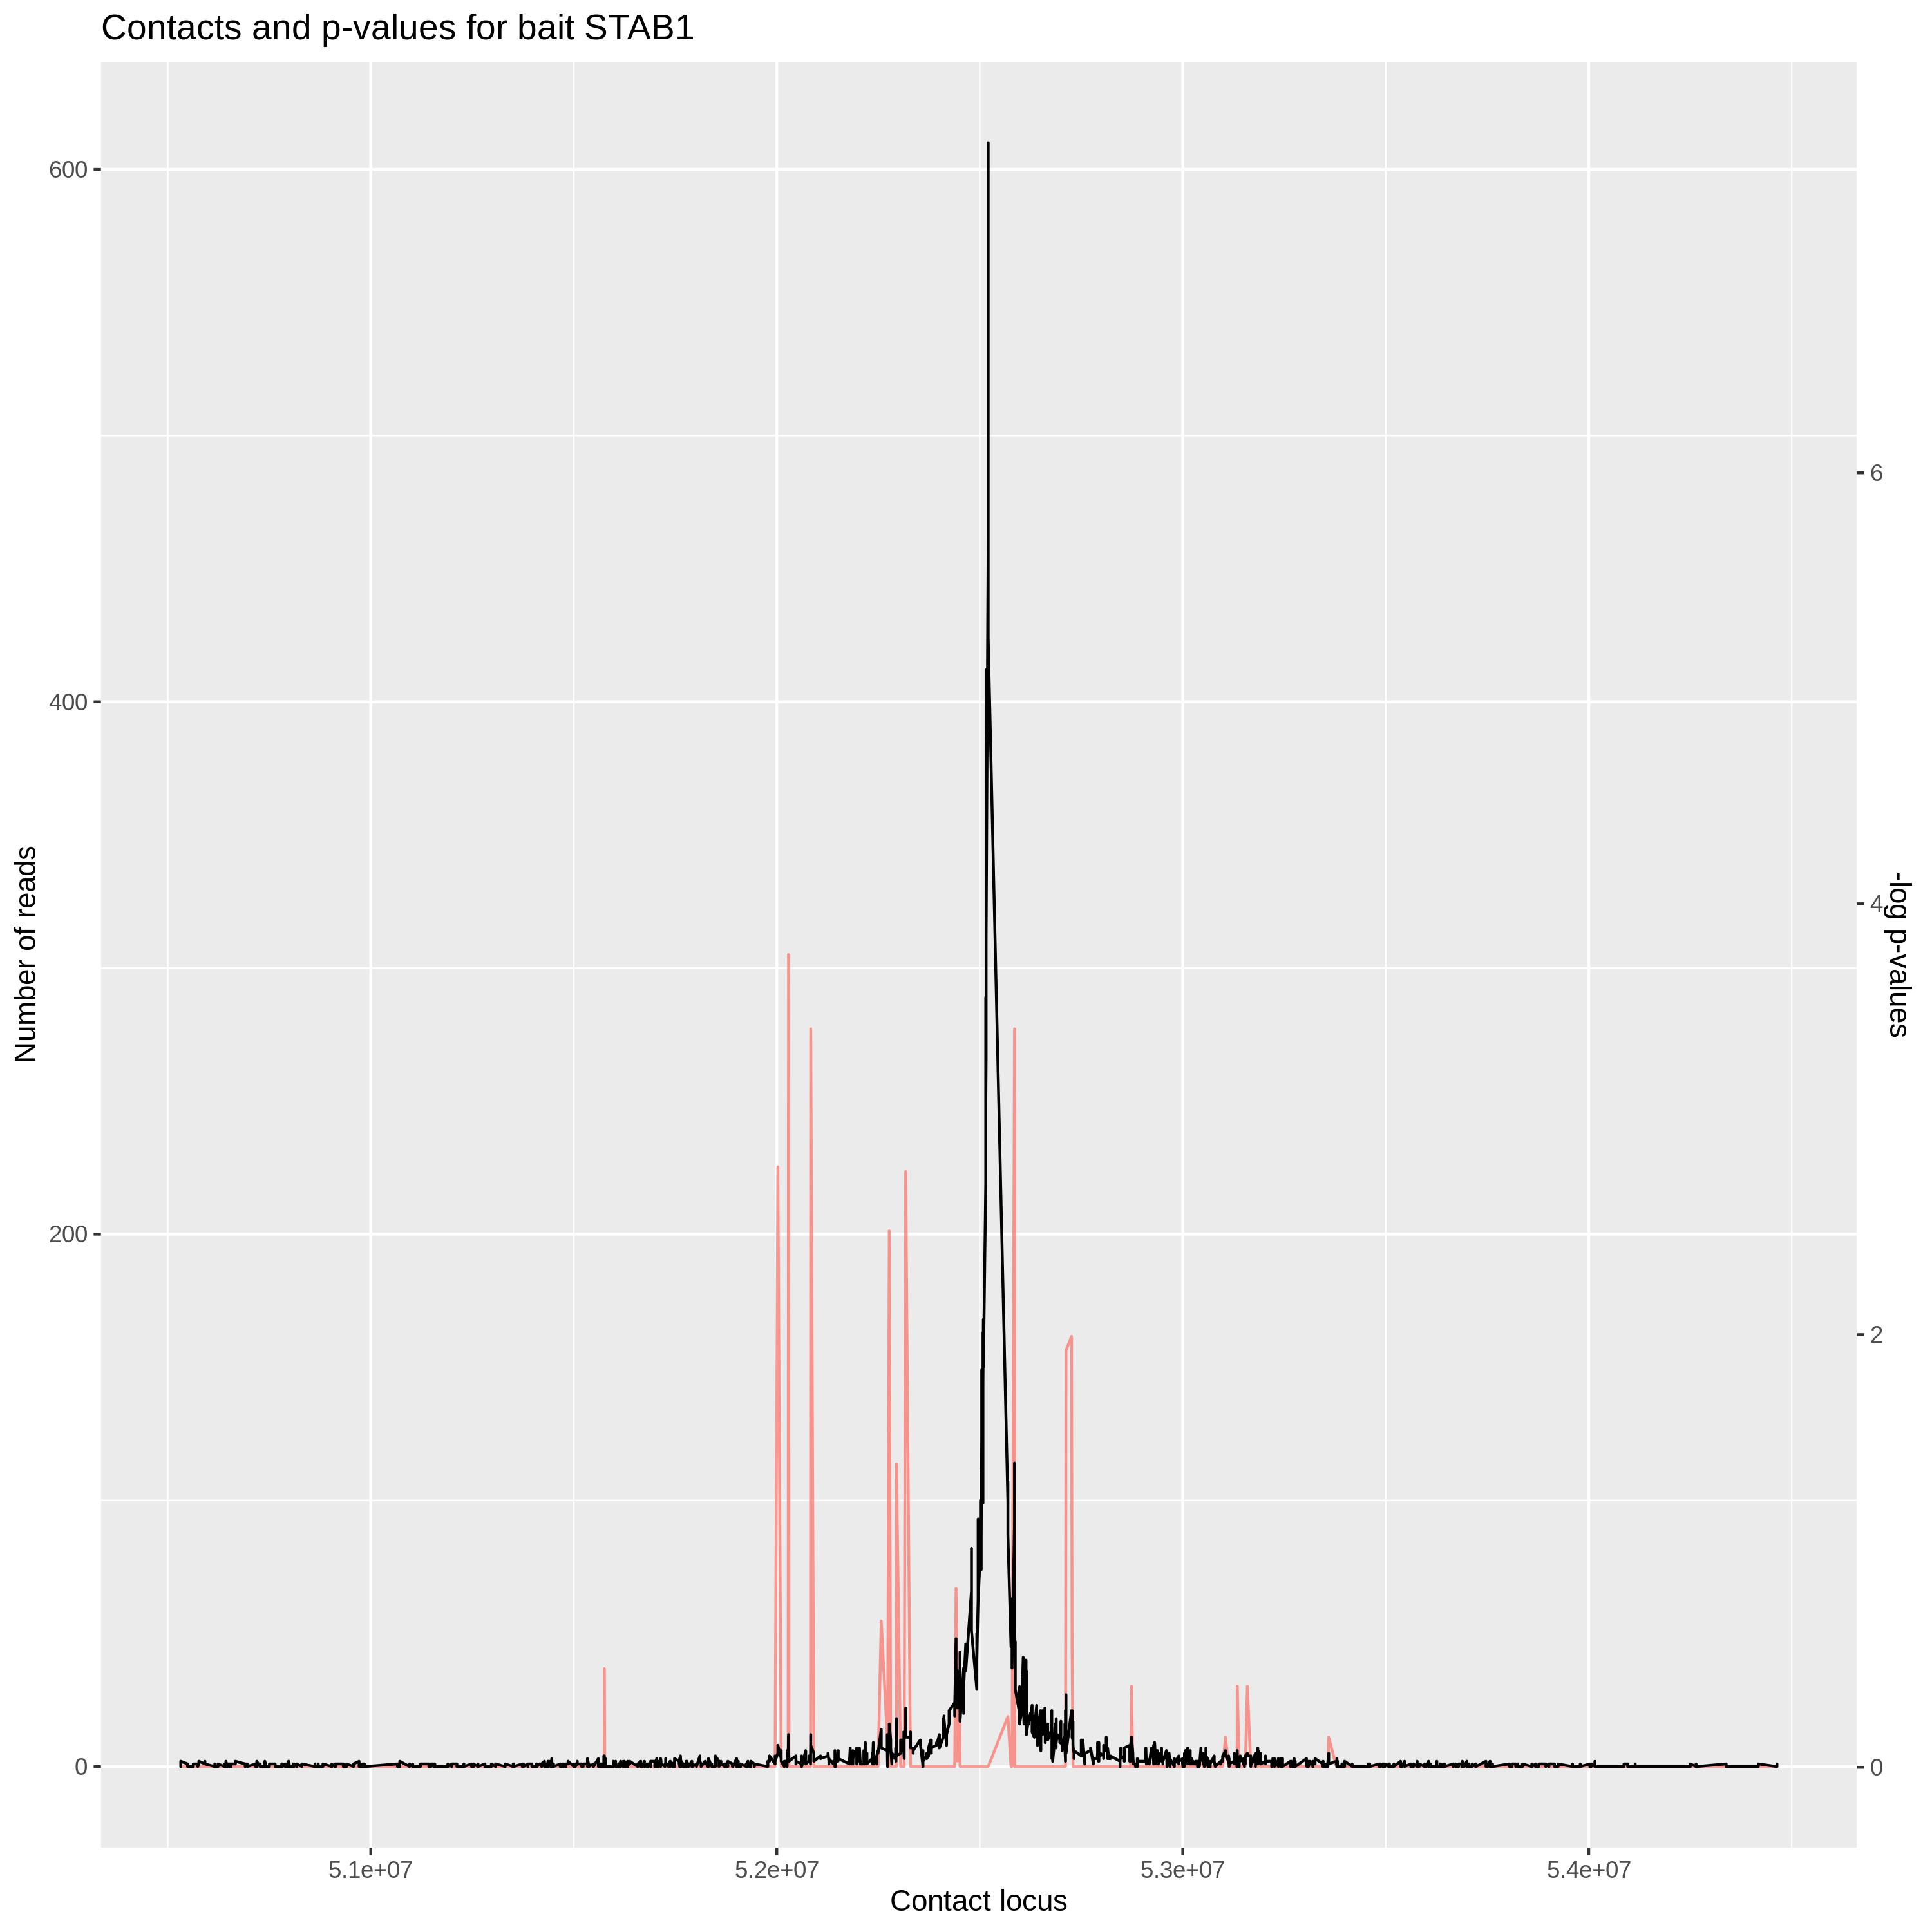 Contacts and p-values for bait STAB1
600
400
200
0
Number of reads
6
4
2
0
-log p-values
5.1e+07
5.2e+07
5.3e+07
5.4e+07
Contact locus